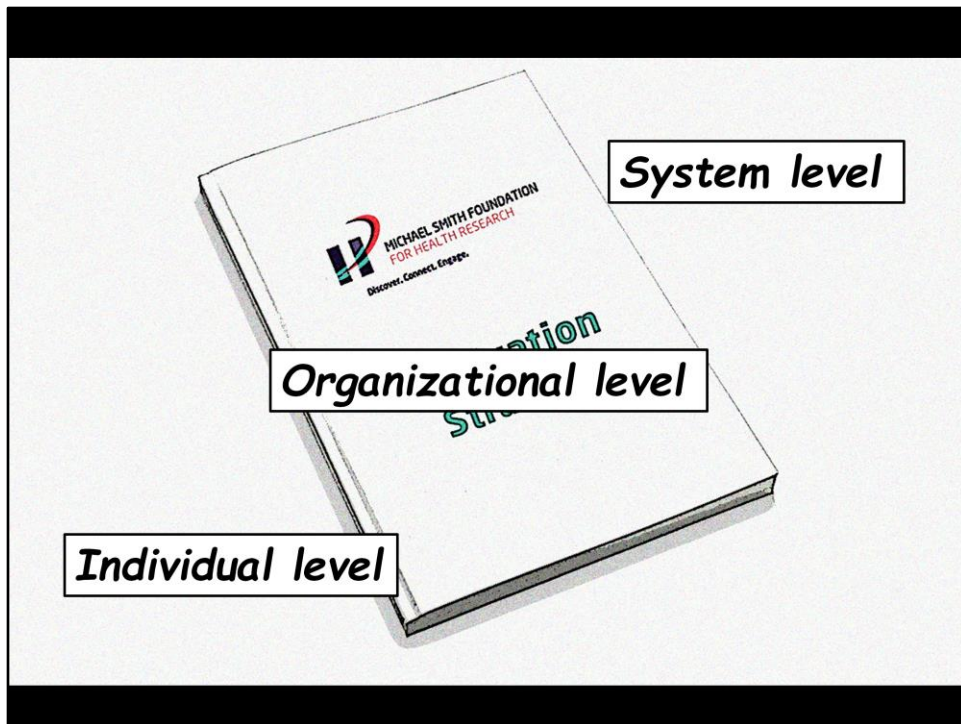 System level
MICHAEL SMITH FOUNDATION
FOR HEALTH RESEARCH
Discover. Connect. Engage.
Organizational level
Individual level